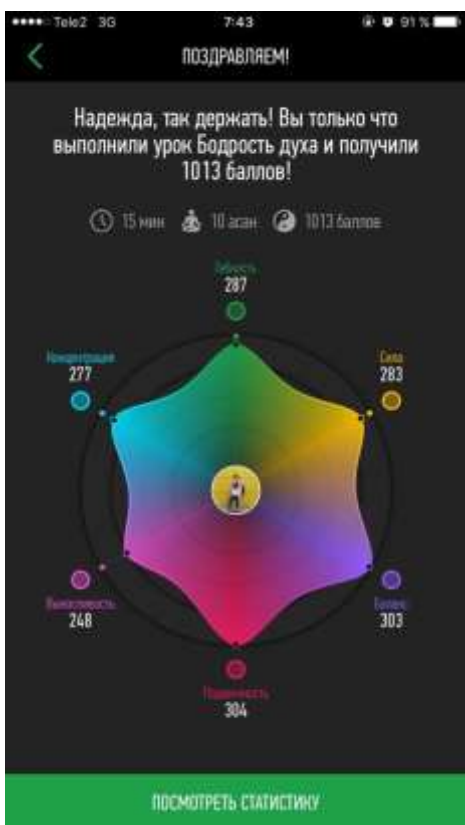 Tele2 3G 7:43 91 %
ПОЗДРАВЛЯЕМ!
Надежда, так держать! Вы только что
выполнили урок Бодрость духа и получили
1013 баллов!
15 мин 10 асан 1013 баллов
Гибкость
287
Концентрация
277
Сила
283
Выносливость
248
Баланс
303
304
ПОСМОТРЕТЬ СТАТИСТИКУ